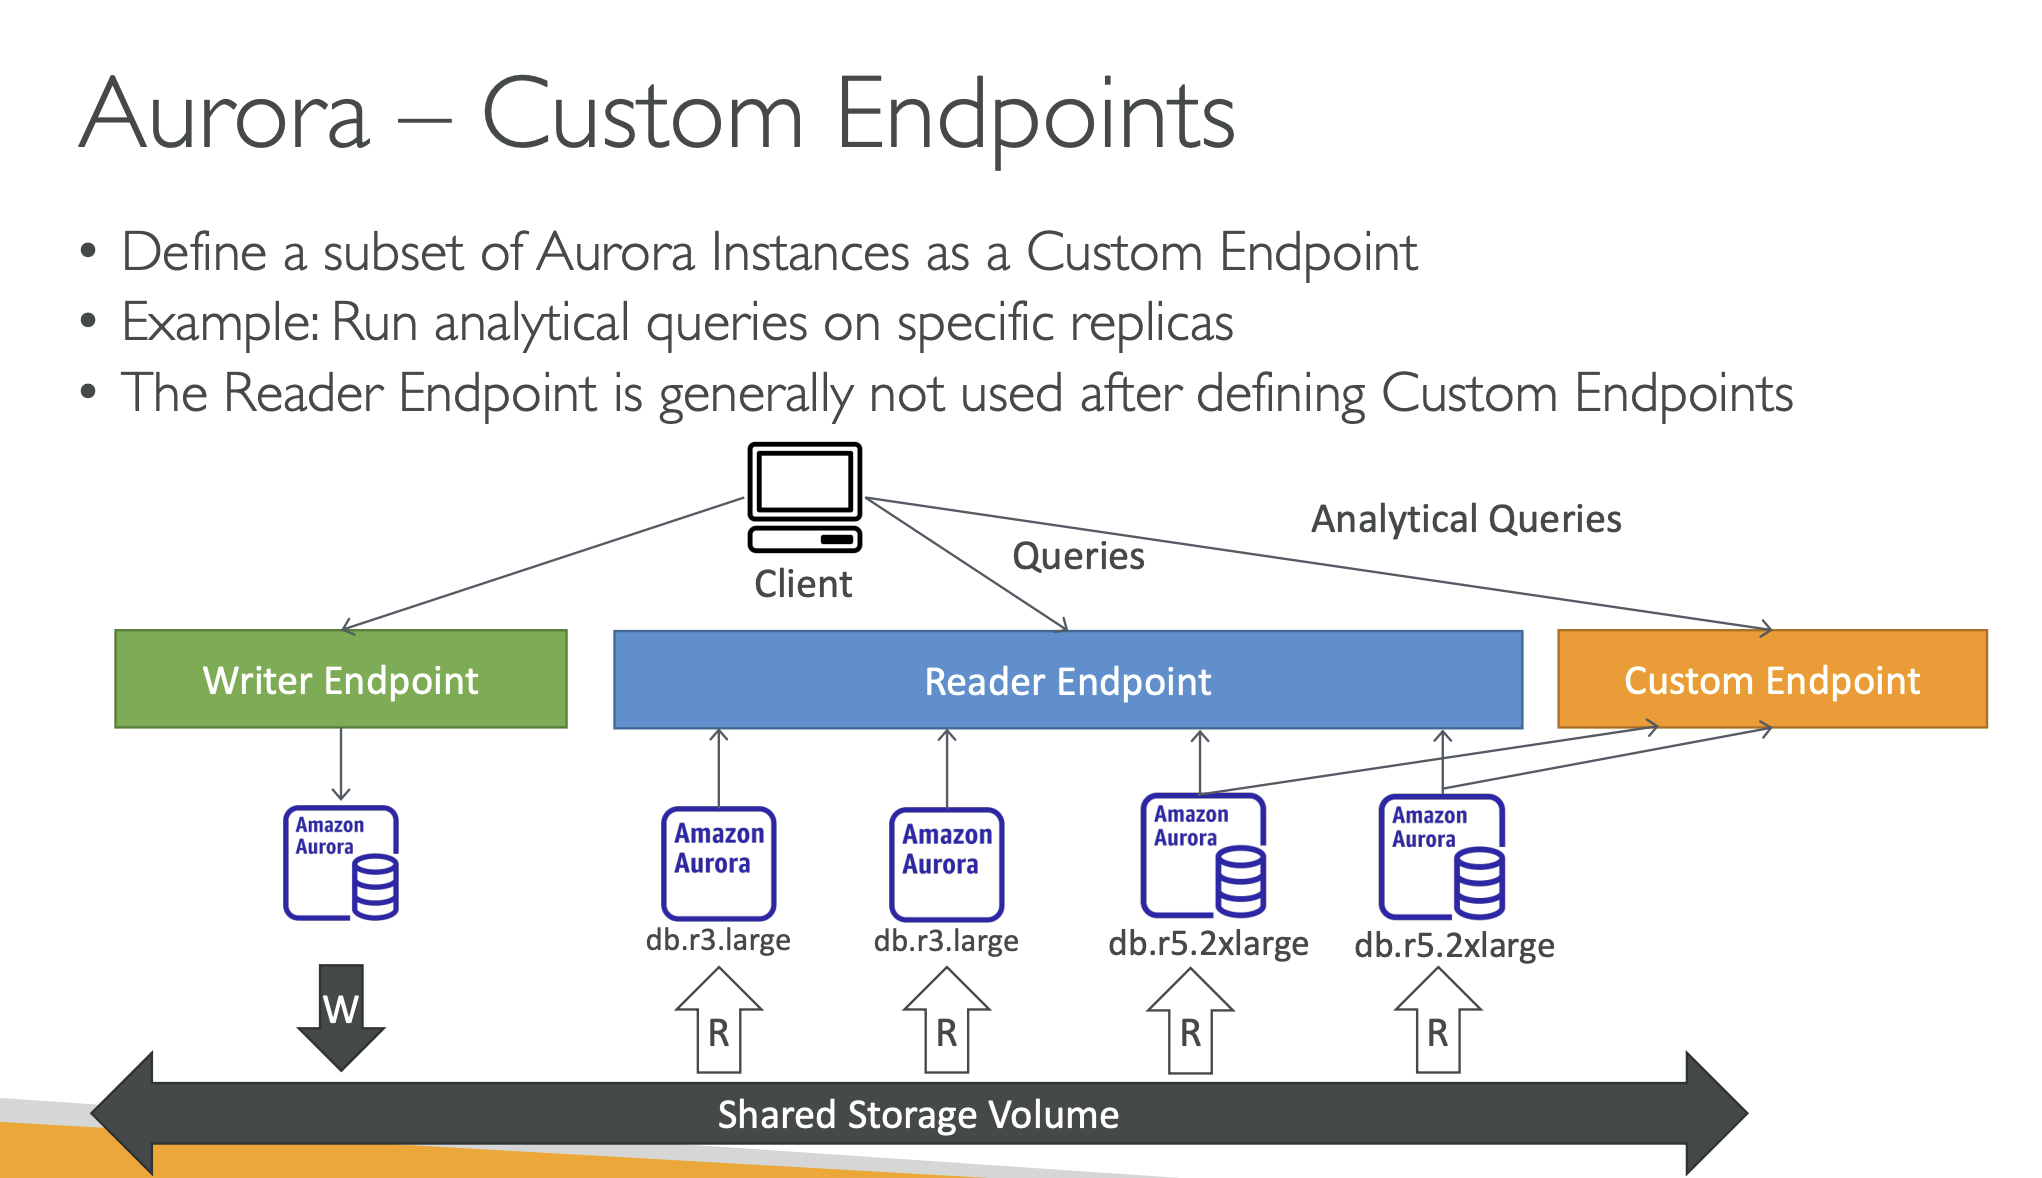 Aurora – Custom Endpoints
• Define a subset of Aurora Instances as a Custom Endpoint
• Example: Run analytical queries on specific replicas
• The Reader Endpoint is generally not used after defining Custom Endpoints
Analytical Queries
Queries
Client
Writer Endpoint
Reader Endpoint
Custom Endpoint
Amazon
Aurora
Amazon
Aurora
Amazon
Aurora
Amazon
Aurora
Amazon
Aurora
db.r3.large
db.r3.large
db.r5.2xlarge
db.r5.2xlarge
W
R
R
R
R
Shared Storage Volume